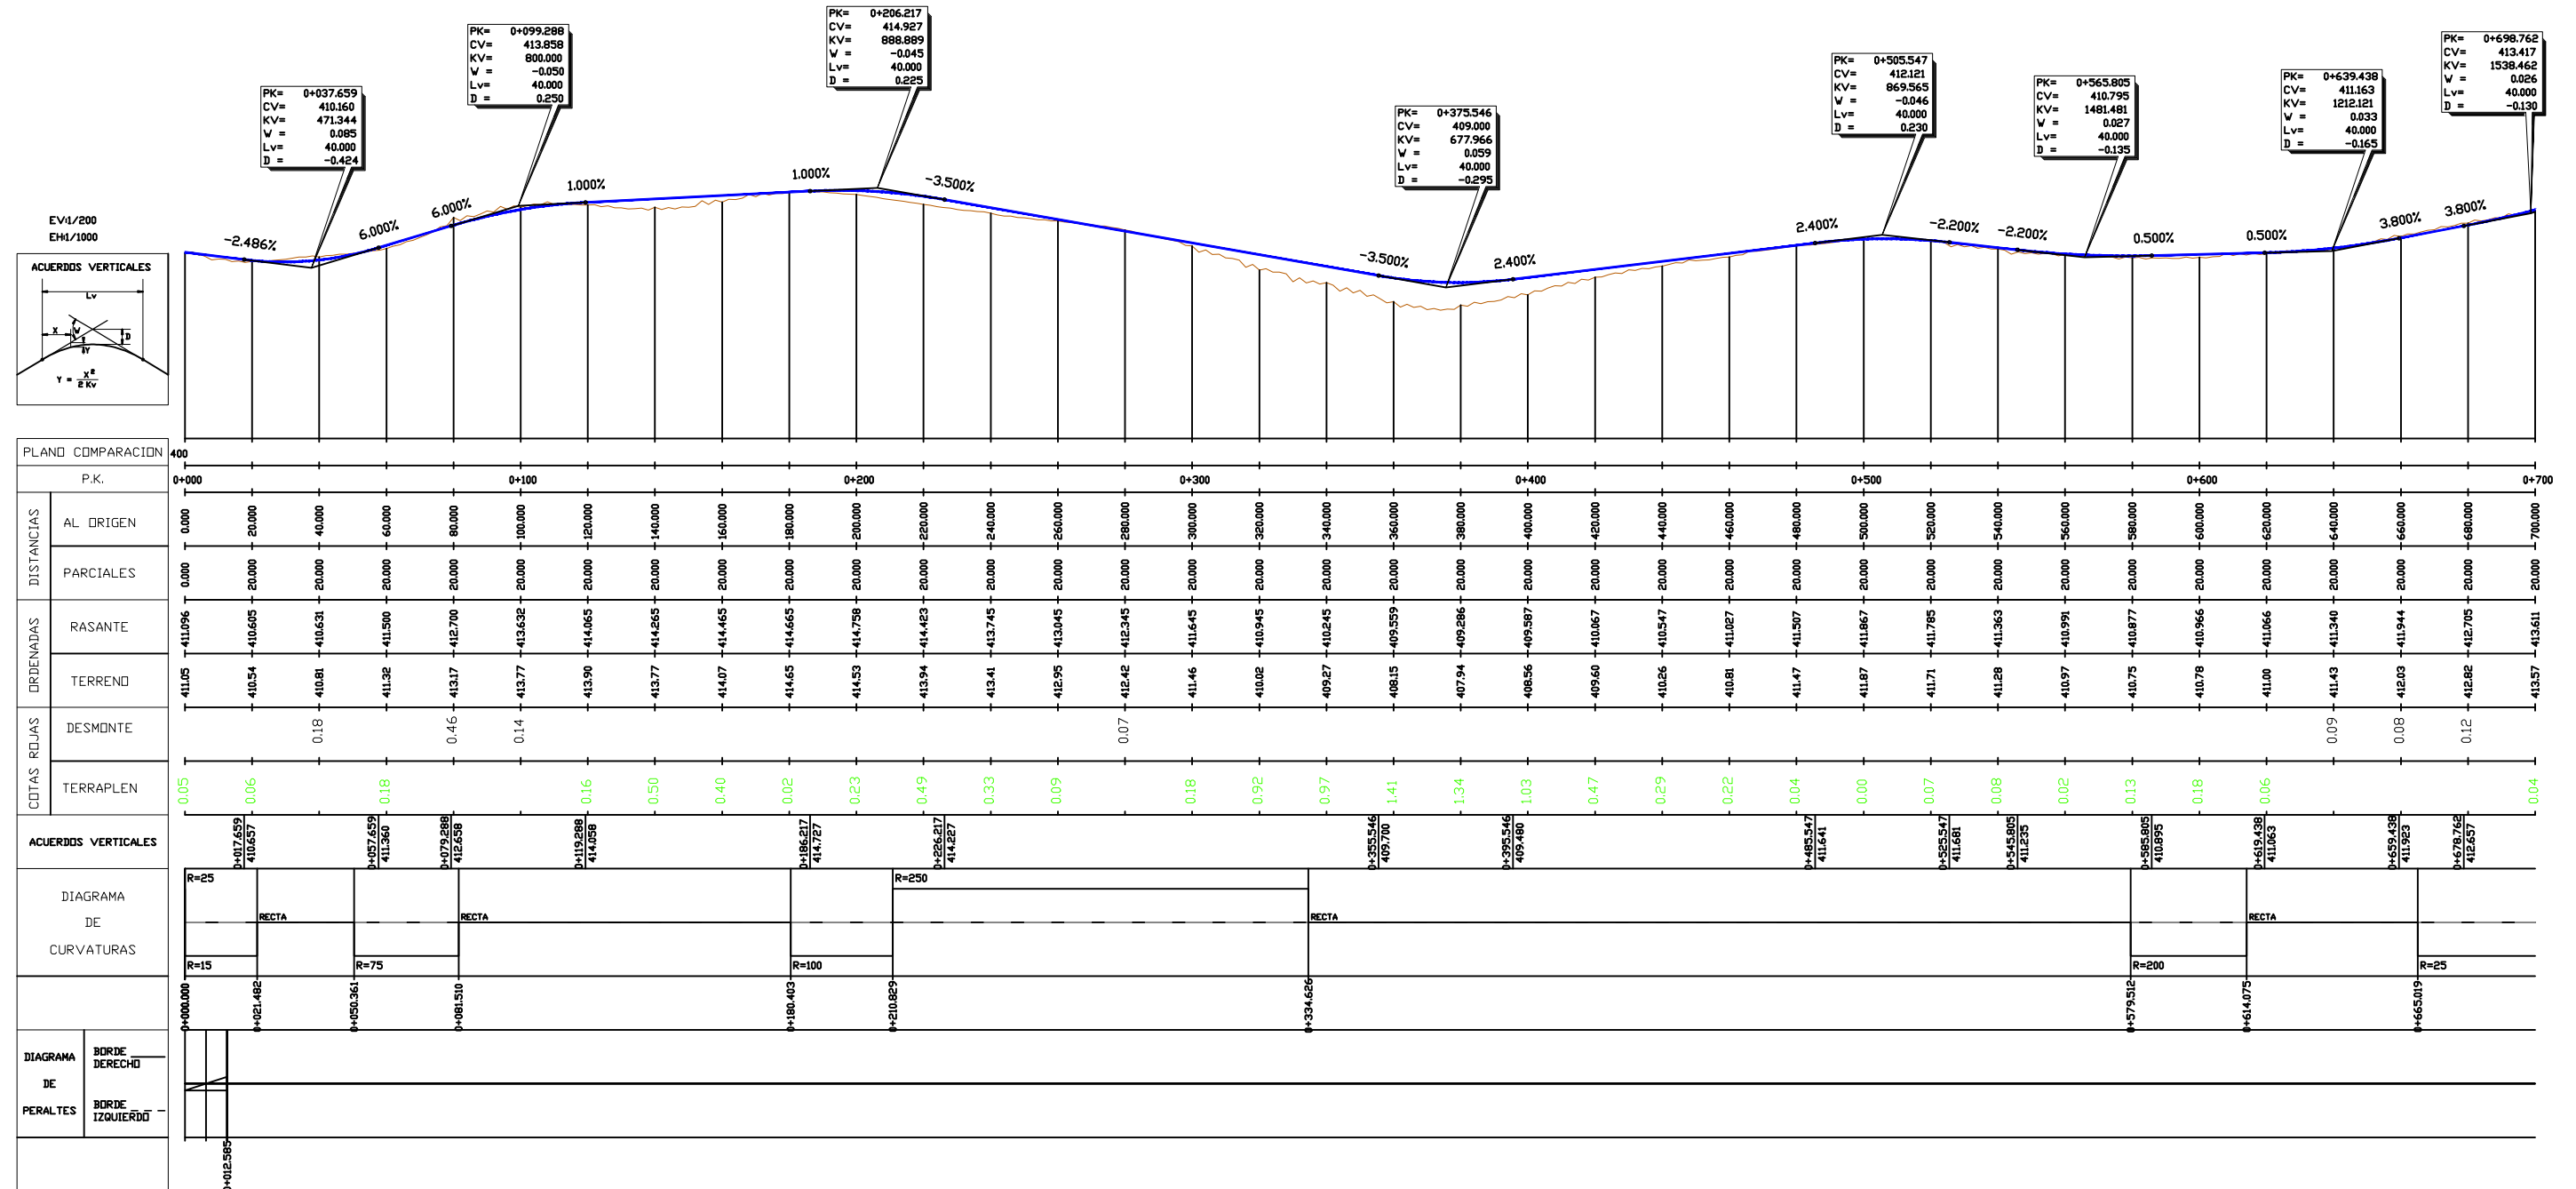 PK= 0+037.659
CV= 410.160
KV= 471.344
W = 0.085
Lv= 40.000
D = -0.424
PK= 0+099.288
CV= 413.858
KV= 800.000
W = -0.050
Lv= 40.000
D = 0.250
PK= 0+206.217
CV= 414.927
KV= 888.889
W = -0.045
Lv= 40.000
D = 0.225
PK= 0+375.546
CV= 409.000
KV= 677.966
W = 0.059
Lv= 40.000
D = -0.295
PK= 0+505.547
CV= 412.121
KV= 869.565
W = -0.046
Lv= 40.000
D = 0.230
PK= 0+565.805
CV= 410.795
KV= 1481.481
W = 0.027
Lv= 40.000
D = -0.135
PK= 0+639.438
CV= 411.163
KV= 1212.121
W = 0.033
Lv= 40.000
D = -0.165
PK= 0+698.762
CV= 413.417
KV= 1538.462
W = 0.026
Lv= 40.000
D = -0.130
-2.486% 6.000% 6.000% 1.000% 1.000% -3.500% -3.500% 2.400% 2.400% -2.200% -2.200% 0.500% 0.500% 3.800% 3.800%
EV:1/200
EH:1/1000
ACUERDOS VERTICALES
Lv
X W D
Y
Y = X² / 2 Kv
PLANO COMPARACION 400
P.K. 0+000 0+100 0+200 0+300 0+400 0+500 0+600 0+700
DISTANCIAS
AL ORIGEN 0.000 20.000 40.000 60.000 80.000 100.000 120.000 140.000 160.000 180.000 200.000 220.000 240.000 260.000 280.000 300.000 320.000 340.000 360.000 380.000 400.000 420.000 440.000 460.000 480.000 500.000 520.000 540.000 560.000 580.000 600.000 620.000 640.000 660.000 680.000 700.000
PARCIALES 0.000 20.000 20.000 20.000 20.000 20.000 20.000 20.000 20.000 20.000 20.000 20.000 20.000 20.000 20.000 20.000 20.000 20.000 20.000 20.000 20.000 20.000 20.000 20.000 20.000 20.000 20.000 20.000 20.000 20.000 20.000 20.000 20.000 20.000 20.000 20.000
ORDENADAS
RASANTE 411.096 410.605 410.631 411.500 412.700 413.632 414.065 414.265 414.465 414.665 414.758 414.423 413.745 413.045 412.345 411.645 410.945 410.245 409.559 409.286 409.587 410.067 410.547 411.027 411.507 411.867 411.785 411.363 410.991 410.877 410.966 411.066 411.340 411.944 412.705 413.611
TERRENO 411.05 410.54 410.81 411.32 413.17 413.77 413.90 413.77 414.07 414.65 414.53 413.94 413.41 412.95 412.42 411.46 410.02 409.27 408.15 407.94 408.56 409.60 410.26 410.81 411.47 411.87 411.71 411.28 410.97 410.75 410.78 411.00 411.43 412.03 412.82 413.57
COTAS ROJAS
DESMONTE 0.18 0.46 0.14 0.07 0.09 0.08 0.12
TERRAPLEN 0.05 0.06 0.18 0.16 0.50 0.40 0.02 0.23 0.49 0.33 0.09 0.18 0.92 0.97 1.41 1.34 1.03 0.47 0.29 0.22 0.04 0.00 0.07 0.08 0.02 0.13 0.18 0.06 0.04
ACUERDOS VERTICALES
0+017.659 410.657
0+057.659 411.360
0+079.288 412.658
0+119.288 414.058
0+186.217 414.727
0+226.217 414.227
0+355.546 409.700
0+395.546 409.480
0+485.547 411.641
0+525.547 411.681
0+545.805 411.235
0+585.805 410.895
0+619.438 411.063
0+659.438 411.923
0+678.762 412.657
DIAGRAMA
DE
CURVATURAS
R=25 R=250
RECTA RECTA RECTA RECTA
R=15 R=75 R=100 R=200 R=25
0+000.000 0+021.482 0+050.361 0+081.510 0+180.403 0+210.829 0+334.626 0+579.512 0+614.075 0+665.019
DIAGRAMA
DE
PERALTES
BORDE
DERECHO
BORDE
IZQUIERDO
0+012.585